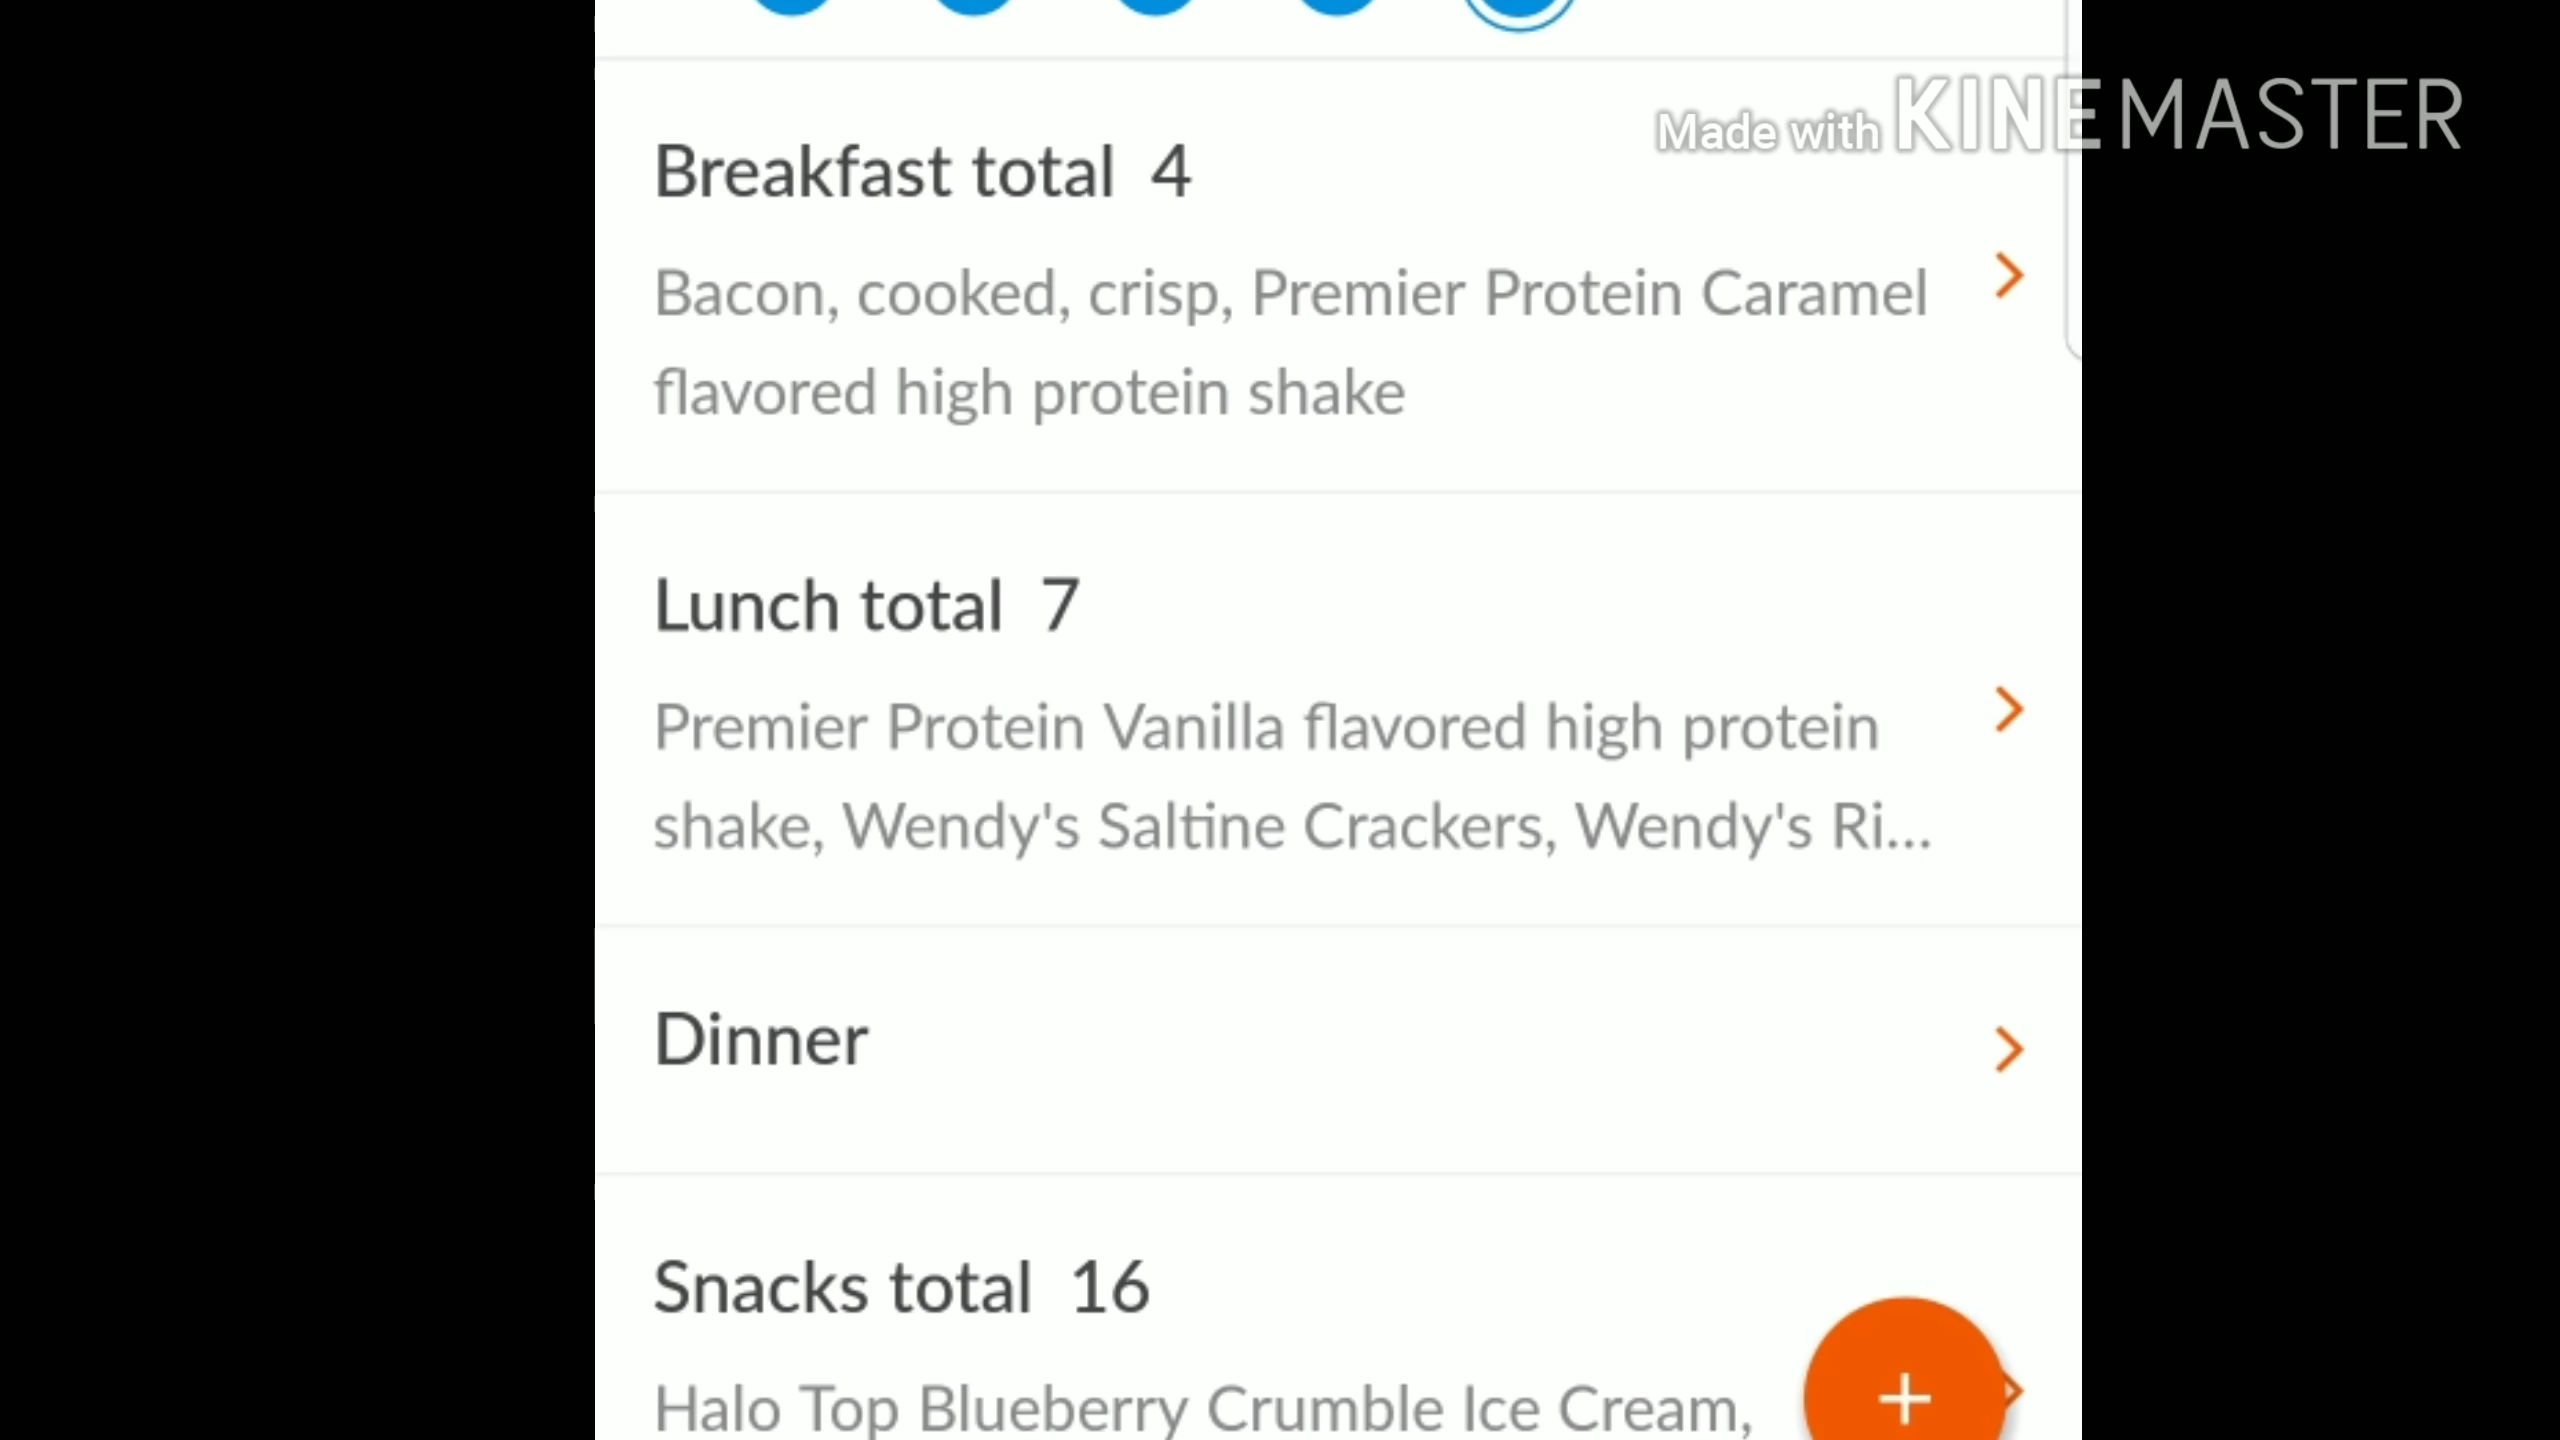 Made with KINEMASTER
Breakfast total 4
Bacon, cooked, crisp, Premier Protein Caramel
flavored high protein shake
Lunch total 7
Premier Protein Vanilla flavored high protein
shake, Wendy's Saltine Crackers, Wendy's Ri...
Dinner
Snacks total 16
Halo Top Blueberry Crumble Ice Cream,